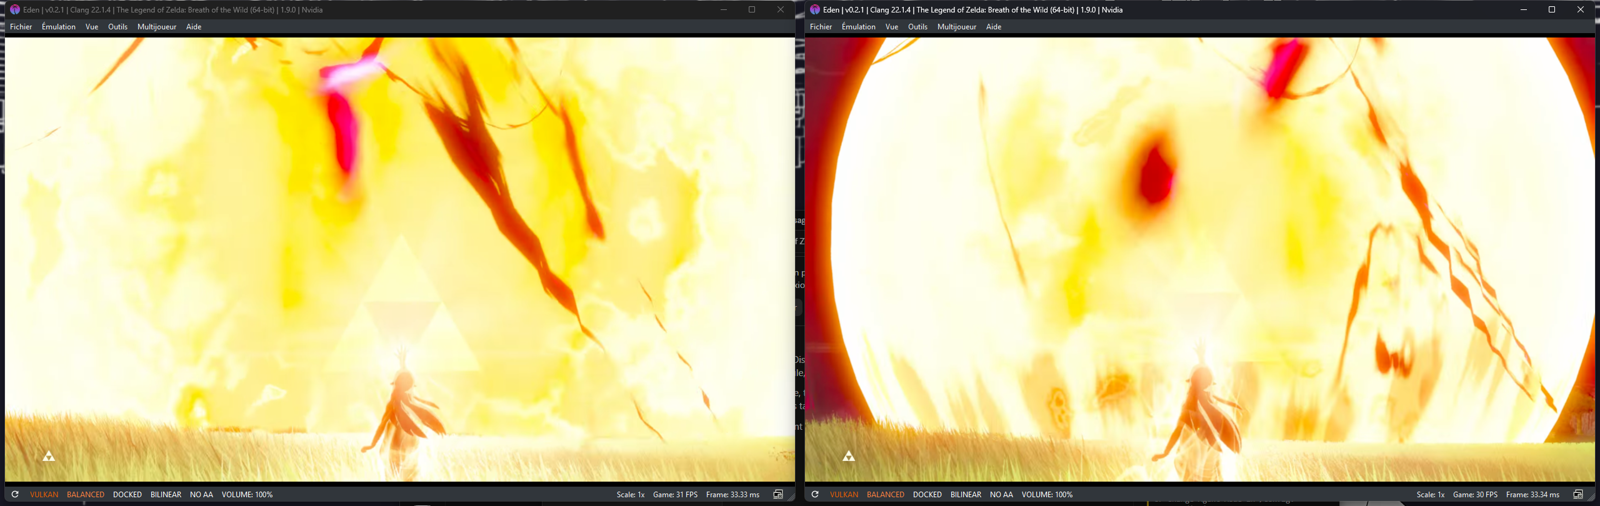 Eden | v0.2.1 | Clang 22.1.4 | The Legend of Zelda: Breath of the Wild (64-bit) | 1.9.0 | Nvidia
Fichier Émulation Vue Outils Multijoueur Aide
VULKAN BALANCED DOCKED BILINEAR NO AA VOLUME: 100% Scale: 1x Game: 31 FPS Frame: 33.33 ms
Eden | v0.2.1 | Clang 22.1.4 | The Legend of Zelda: Breath of the Wild (64-bit) | 1.9.0 | Nvidia
Fichier Émulation Vue Outils Multijoueur Aide
VULKAN BALANCED DOCKED BILINEAR NO AA VOLUME: 100% Scale: 1x Game: 30 FPS Frame: 33.34 ms